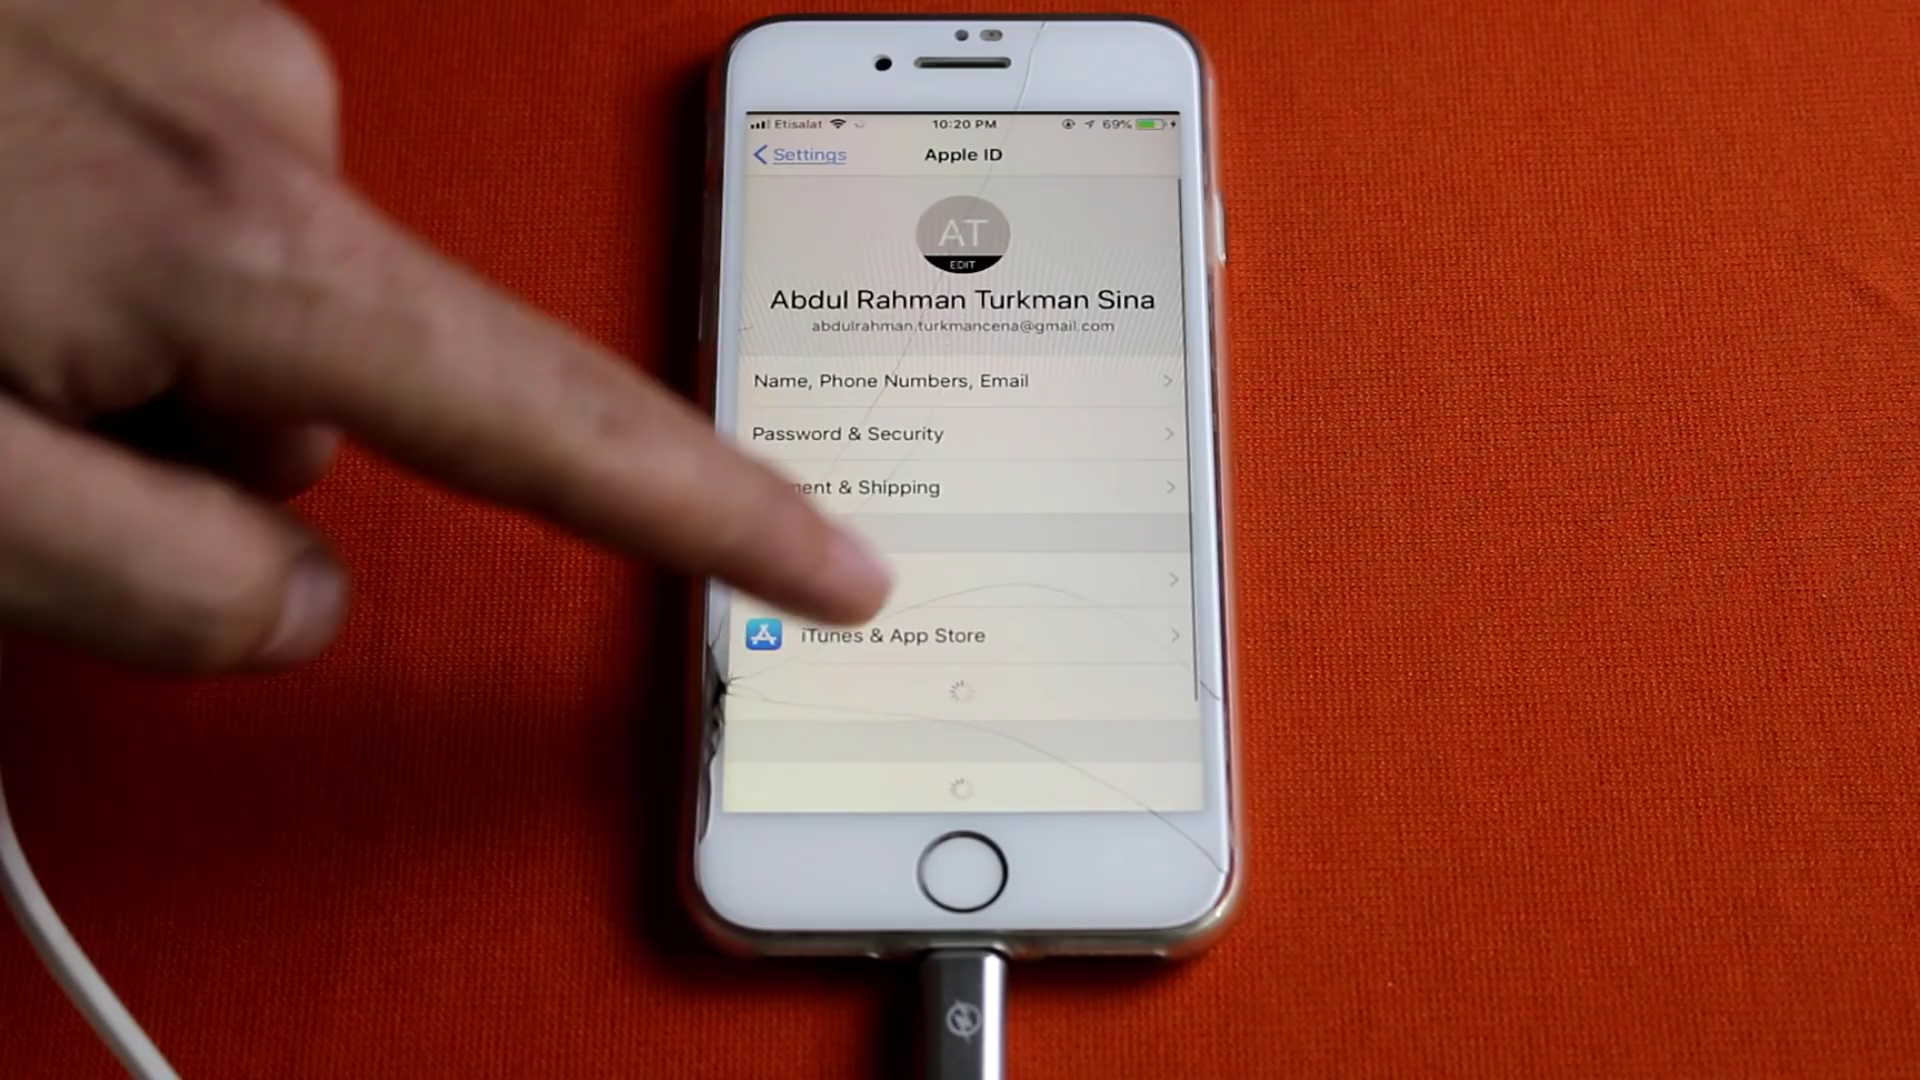 Etisalat 10:20 PM 69%
Settings Apple ID
AT
EDIT
Abdul Rahman Turkman Sina
abdulrahman.turkmancena@gmail.com
Name, Phone Numbers, Email
Password & Security
& Shipping
iTunes & App Store